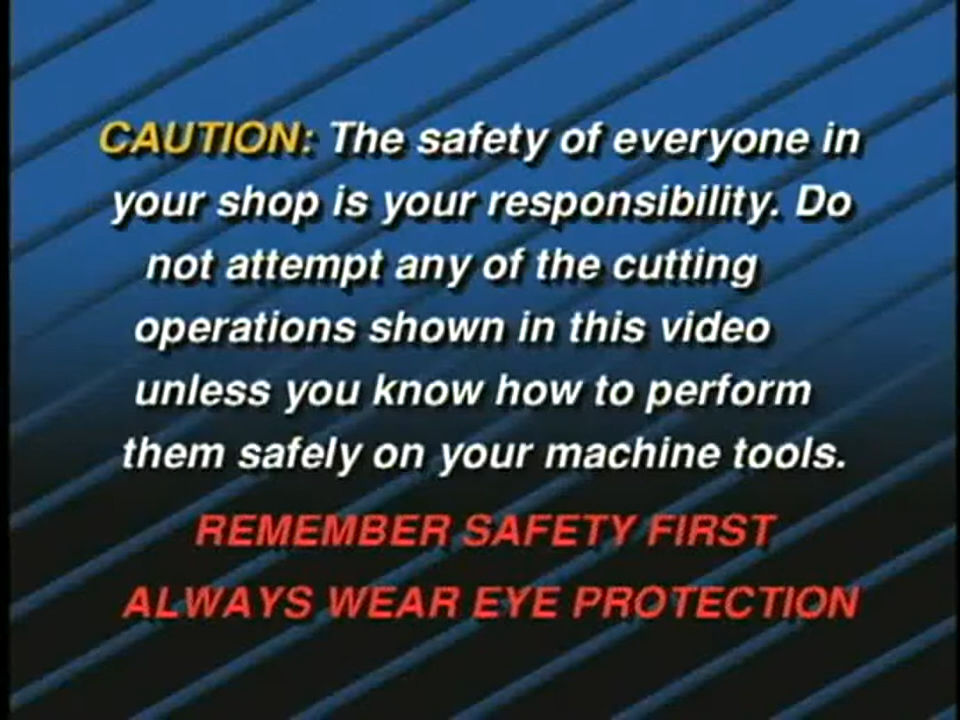 CAUTION: The safety of everyone in
your shop is your responsibility. Do
not attempt any of the cutting
operations shown in this video
unless you know how to perform
them safely on your machine tools.
REMEMBER SAFETY FIRST
ALWAYS WEAR EYE PROTECTION